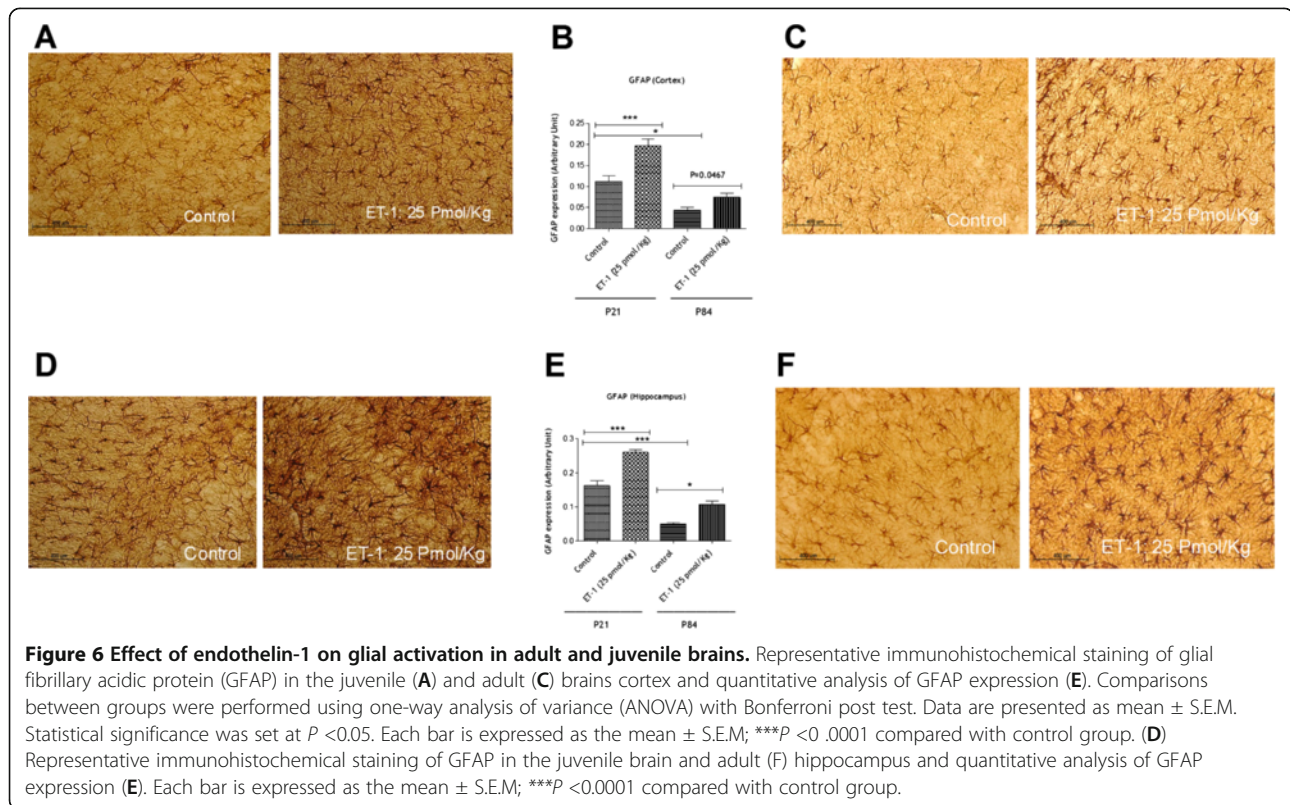 A
B
C
Control
ET-1: 25 Pmol/Kg
GFAP (Cortex)
GFAP expression (Arbitrary Unit)
0.25
0.20
0.15
0.10
0.05
0.00
***
*
P=0.0467
Control
ET-1 (25 pmol/Kg)
Control
ET-1 (25 pmol/Kg)
P21
P84
Control
ET-1:25 Pmol/Kg
D
E
F
Control
ET-1: 25 Pmol/Kg
GFAP (Hippocampus)
GFAP expression (Arbitrary Unit)
0.3
0.2
0.1
0.0
***
***
*
Control
ET-1 (25 pmol/Kg)
Control
ET-1 (25 pmol/Kg)
P21
P84
Control
ET-1: 25 Pmol/Kg
Figure 6 Effect of endothelin-1 on glial activation in adult and juvenile brains. Representative immunohistochemical staining of glial
fibrillary acidic protein (GFAP) in the juvenile (A) and adult (C) brains cortex and quantitative analysis of GFAP expression (E). Comparisons
between groups were performed using one-way analysis of variance (ANOVA) with Bonferroni post test. Data are presented as mean ± S.E.M.
Statistical significance was set at P <0.05. Each bar is expressed as the mean ± S.E.M; ***P <0 .0001 compared with control group. (D)
Representative immunohistochemical staining of GFAP in the juvenile brain and adult (F) hippocampus and quantitative analysis of GFAP
expression (E). Each bar is expressed as the mean ± S.E.M; ***P <0.0001 compared with control group.